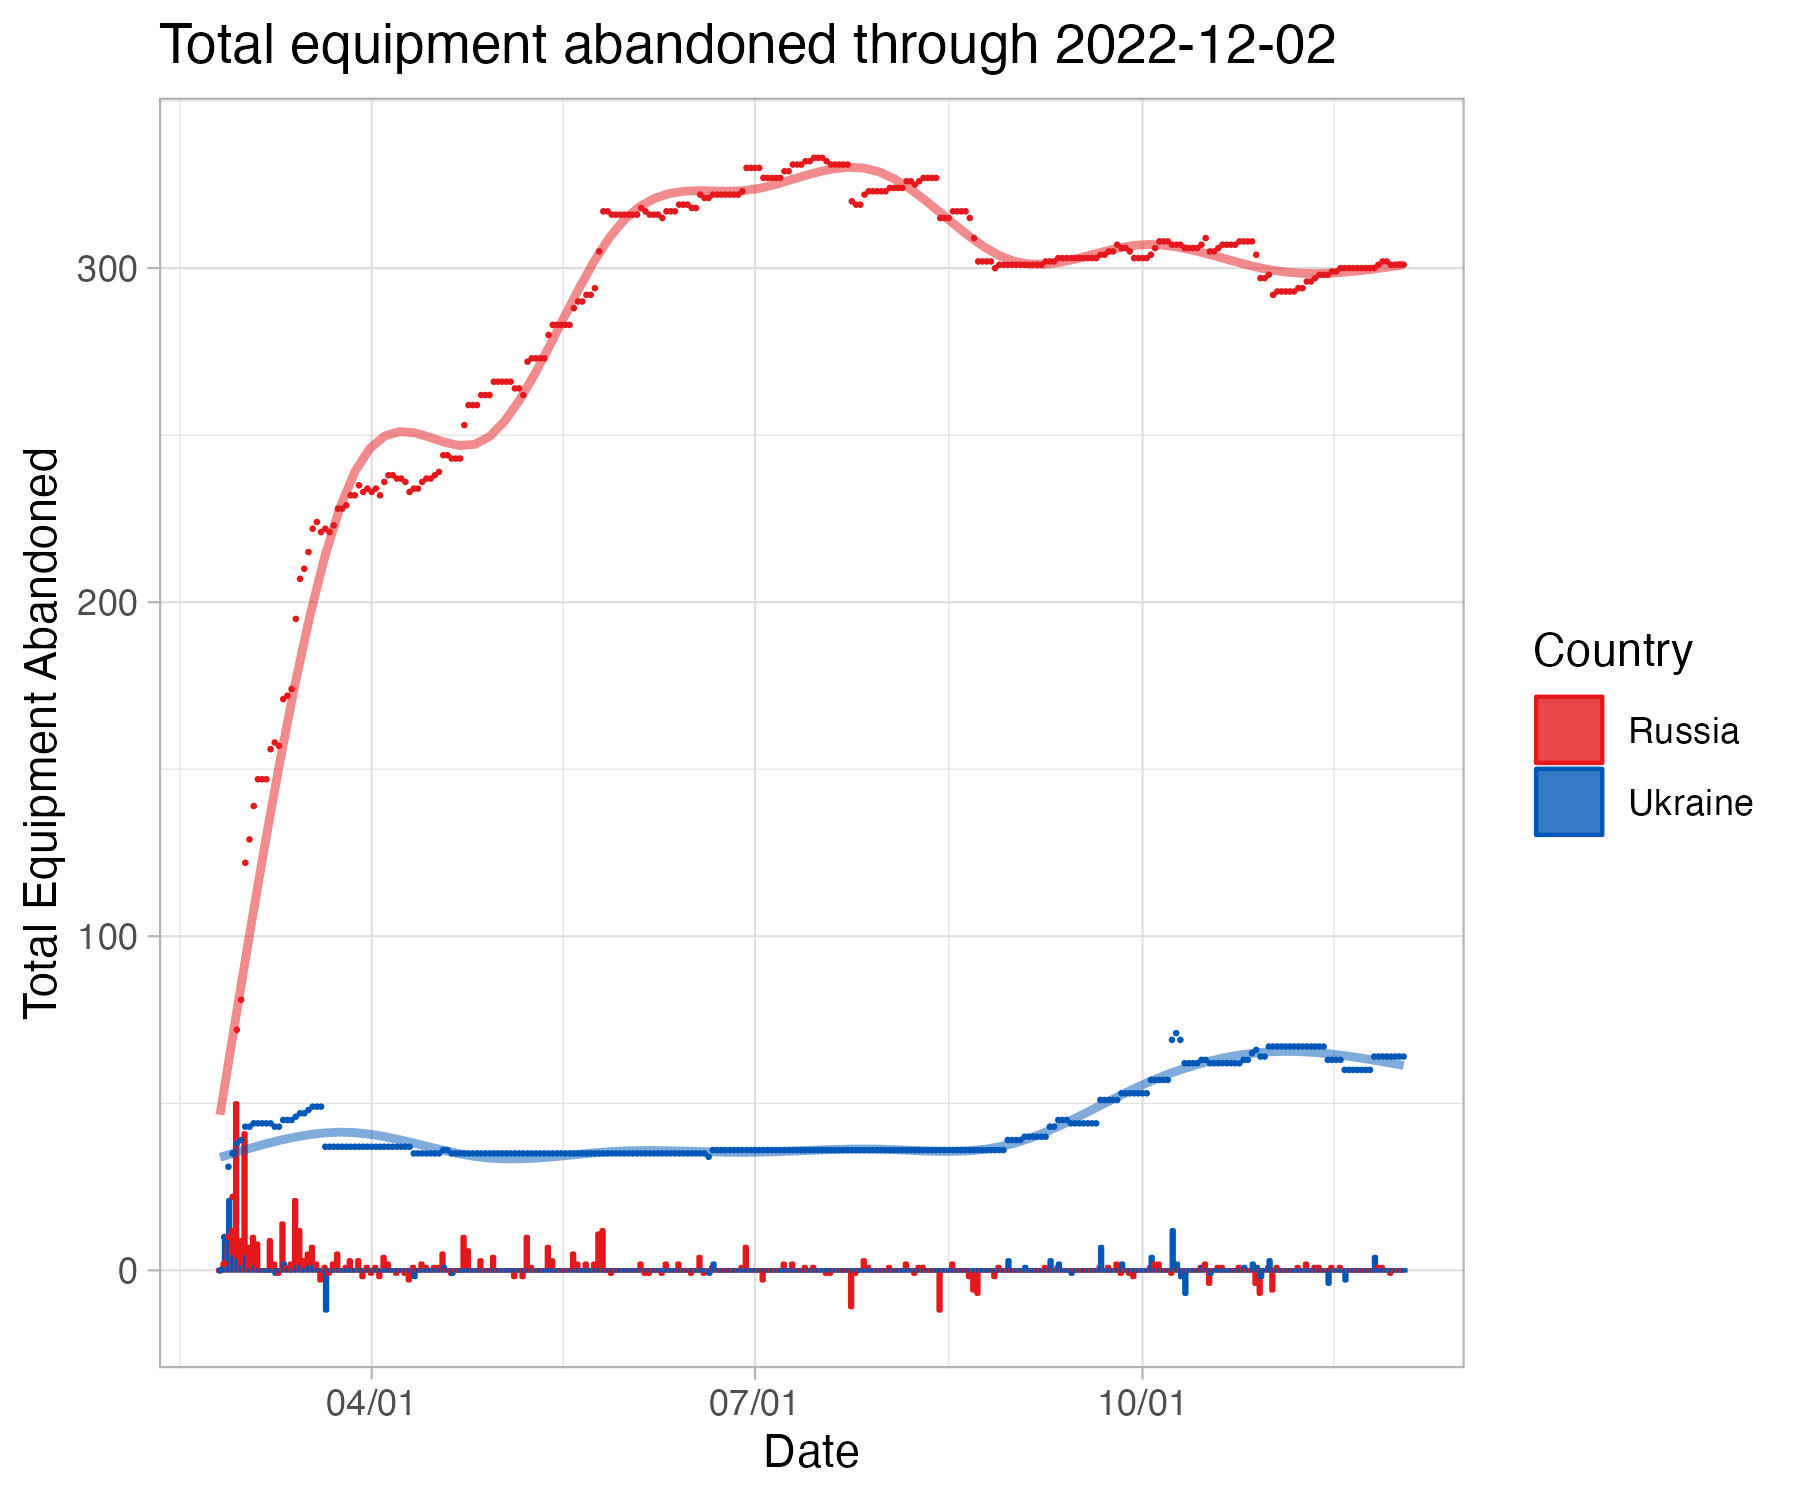 Total equipment abandoned through 2022-12-02
Total Equipment Abandoned
300
200
100
0
04/01
07/01
10/01
Date
Country
Russia
Ukraine